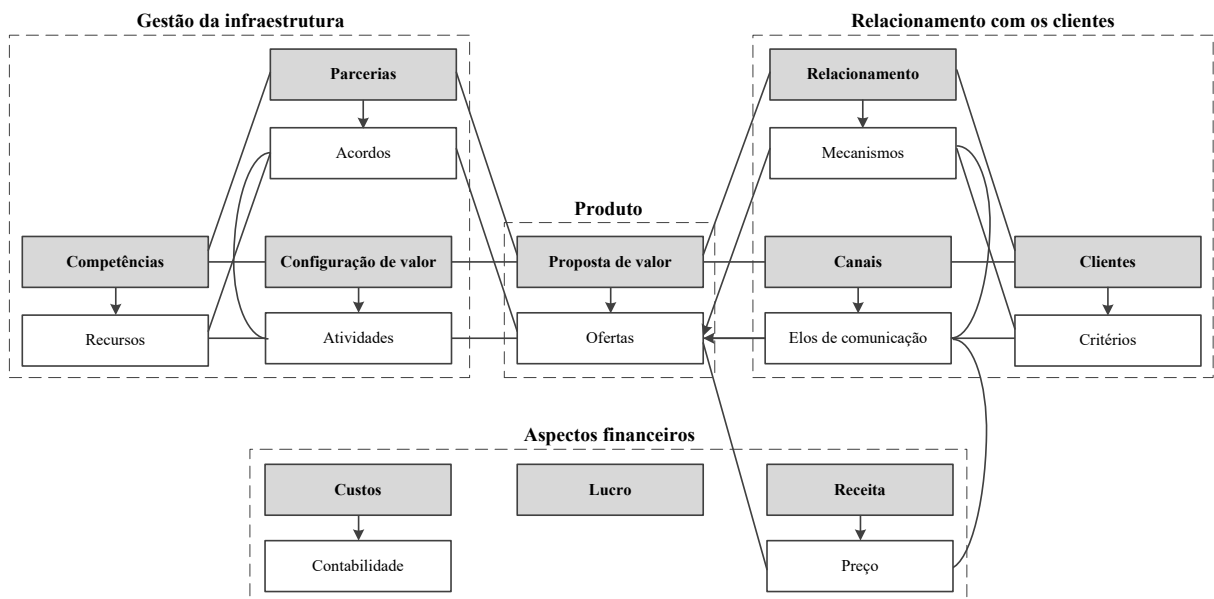 Gestão da infraestrutura
Relacionamento com os clientes
Parcerias
Relacionamento
Acordos
Mecanismos
Produto
Competências
Configuração de valor
Proposta de valor
Canais
Clientes
Recursos
Atividades
Ofertas
Elos de comunicação
Critérios
Aspectos financeiros
Custos
Lucro
Receita
Contabilidade
Preço